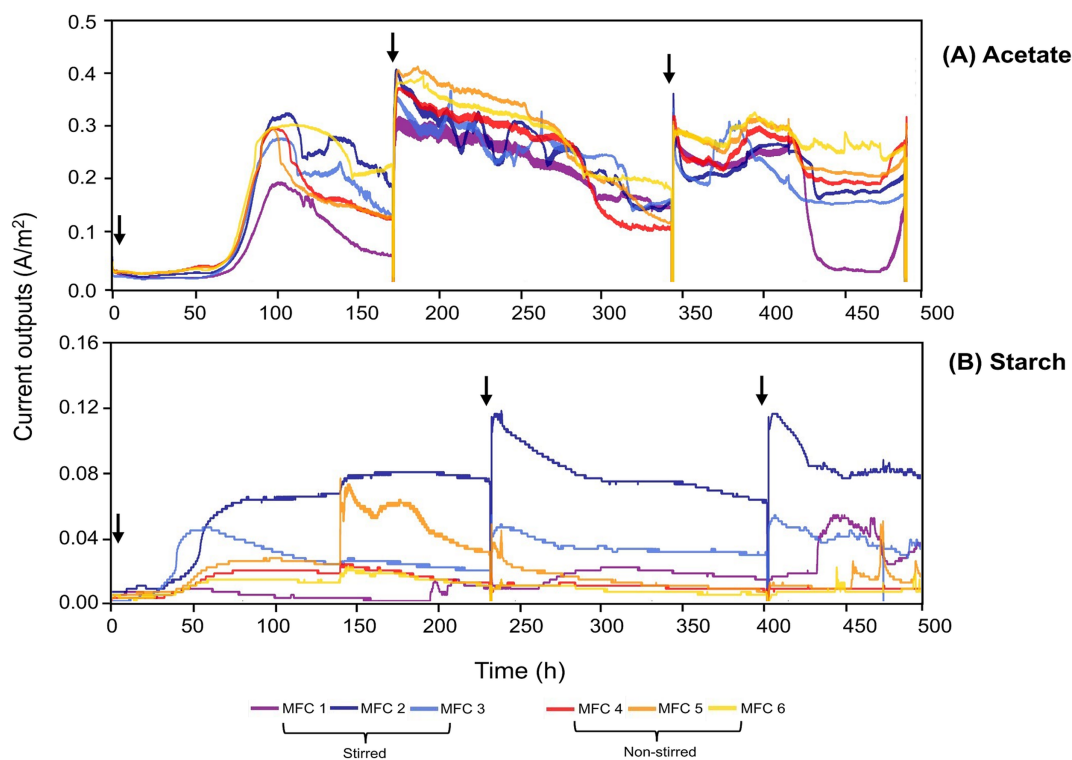 0.5
(A) Acetate
0.4
0.3
0.2
0.1
0.0
0 50 100 150 200 250 300 350 400 450 500
Current outputs (A/m²)
0.16
(B) Starch
0.12
0.08
0.04
0.00
0 50 100 150 200 250 300 350 400 450 500
Time (h)
MFC 1 MFC 2 MFC 3 MFC 4 MFC 5 MFC 6
Stirred Non-stirred